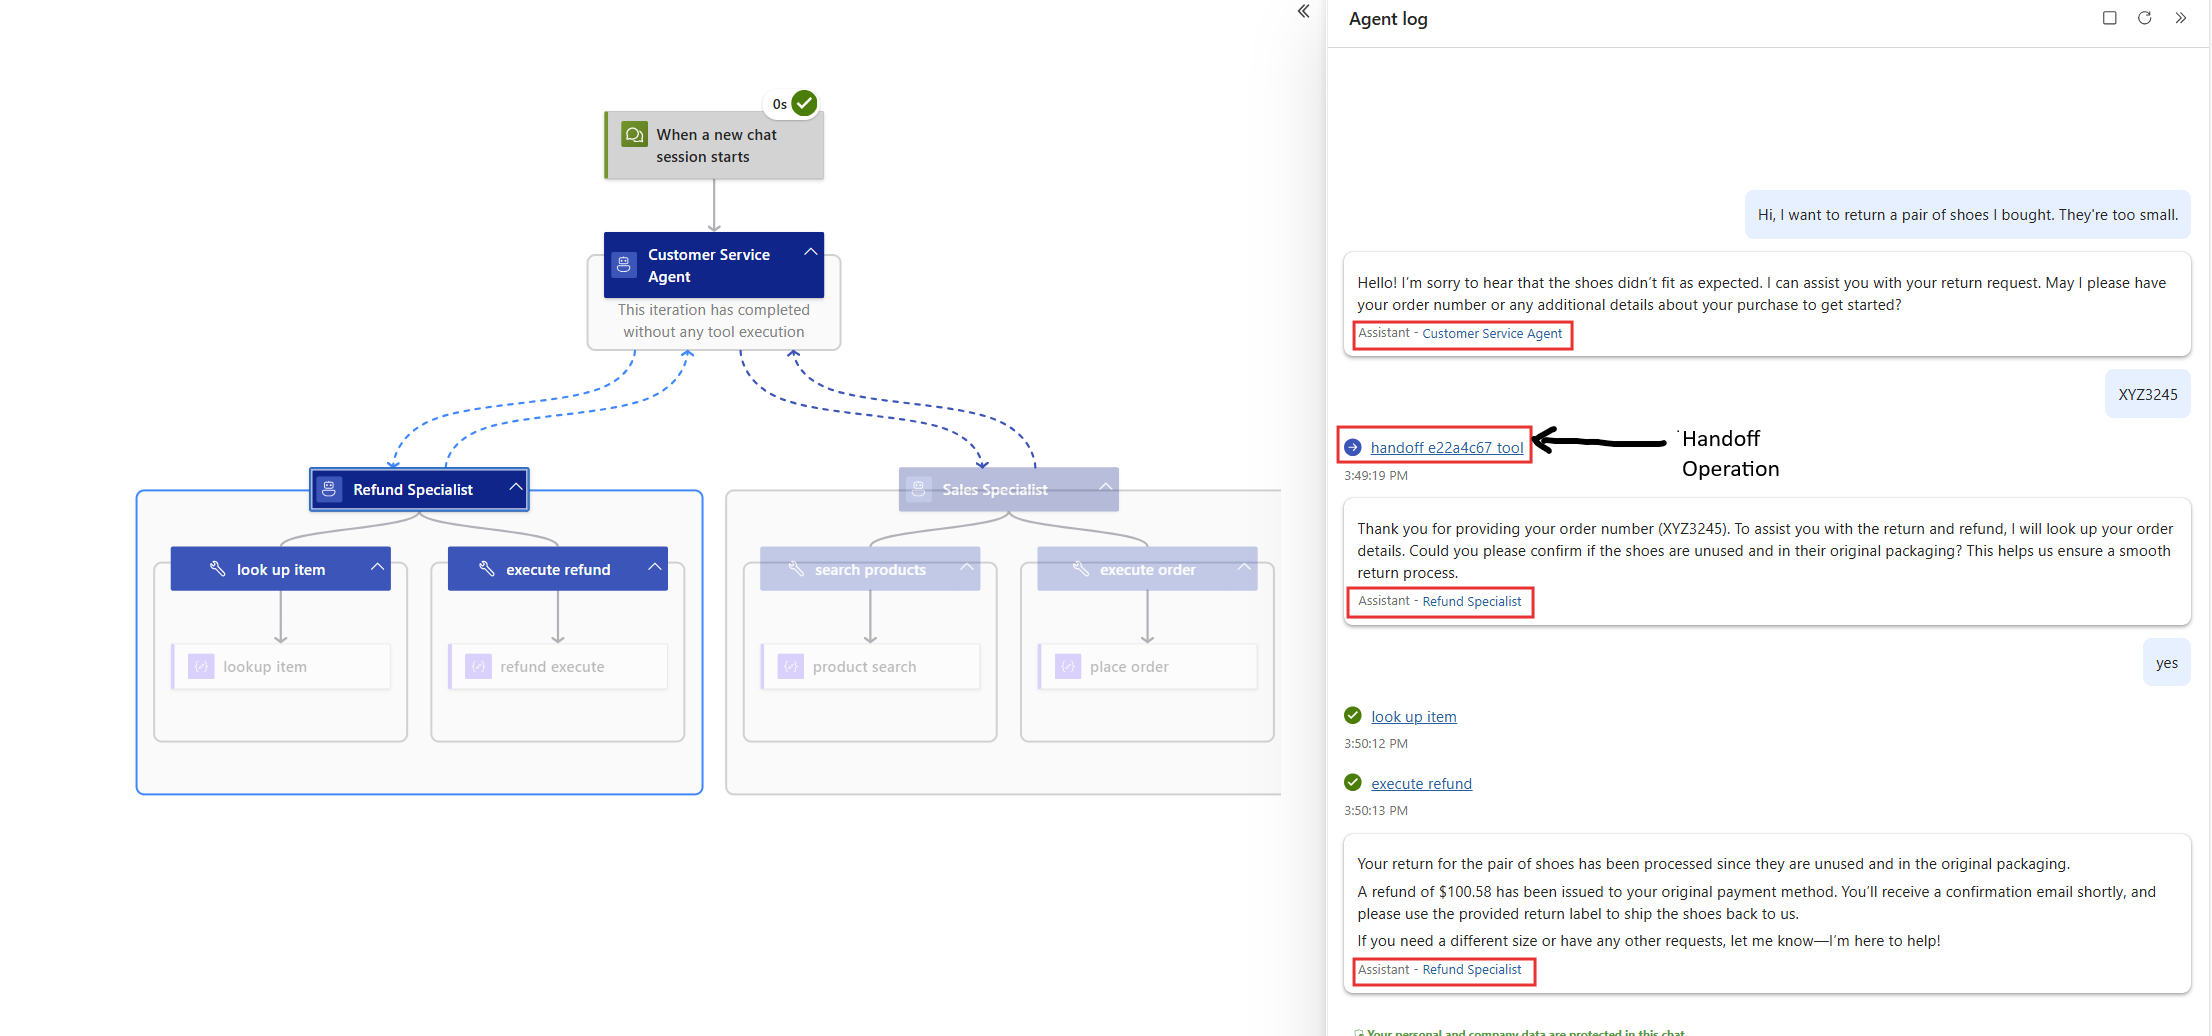 0s
When a new chat
session starts
Customer Service
Agent
This iteration has completed
without any tool execution
Refund Specialist
look up item
lookup item
execute refund
refund execute
Sales Specialist
search products
product search
execute order
place order
Agent log
Hi, I want to return a pair of shoes I bought. They're too small.
Hello! I’m sorry to hear that the shoes didn’t fit as expected. I can assist you with your return request. May I please have
your order number or any additional details about your purchase to get started?
Assistant - Customer Service Agent
XYZ3245
handoff e22a4c67 tool
3:49:19 PM
Handoff
Operation
Thank you for providing your order number (XYZ3245). To assist you with the return and refund, I will look up your order
details. Could you please confirm if the shoes are unused and in their original packaging? This helps us ensure a smooth
return process.
Assistant - Refund Specialist
yes
look up item
3:50:12 PM
execute refund
3:50:13 PM
Your return for the pair of shoes has been processed since they are unused and in the original packaging.
A refund of $100.58 has been issued to your original payment method. You’ll receive a confirmation email shortly, and
please use the provided return label to ship the shoes back to us.
If you need a different size or have any other requests, let me know—I’m here to help!
Assistant - Refund Specialist
Your personal and company data are protected in this chat